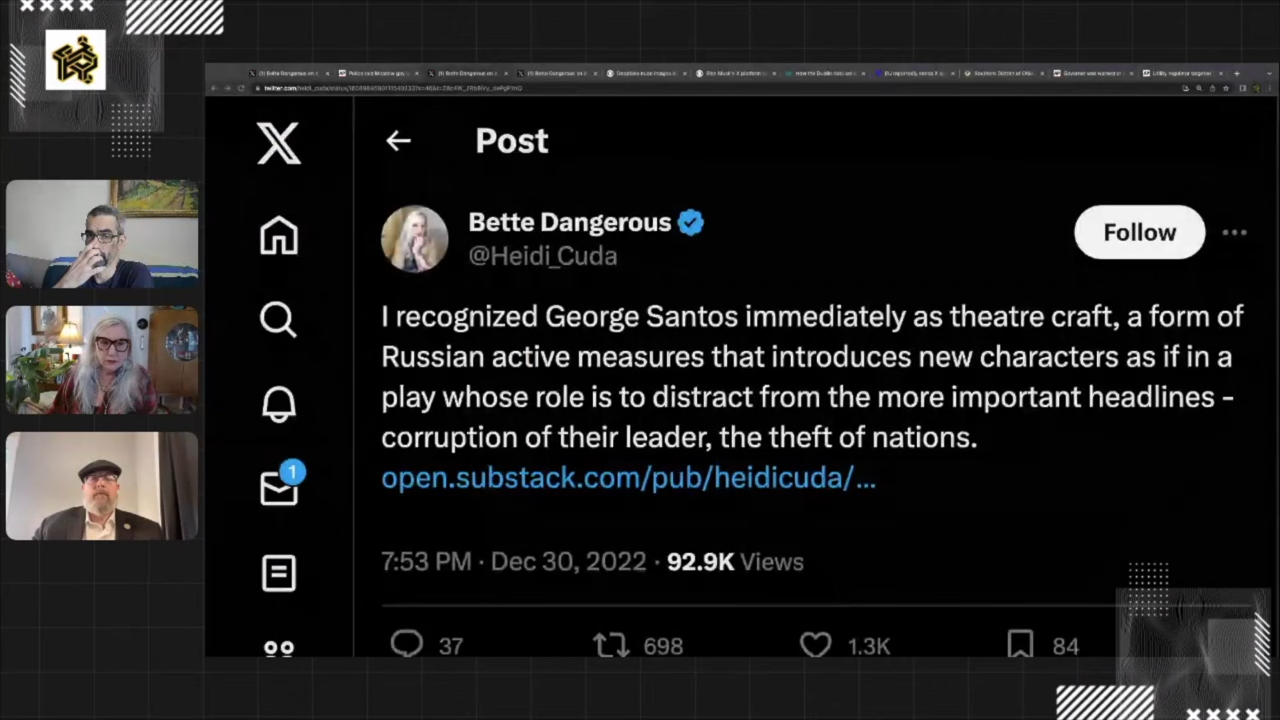 Post
Bette Dangerous
@Heidi_Cuda
Follow
I recognized George Santos immediately as theatre craft, a form of
Russian active measures that introduces new characters as if in a
play whose role is to distract from the more important headlines -
corruption of their leader, the theft of nations.
open.substack.com/pub/heidicuda/...
1
7:53 PM · Dec 30, 2022 · 92.9K Views
37 698 1.3K 84